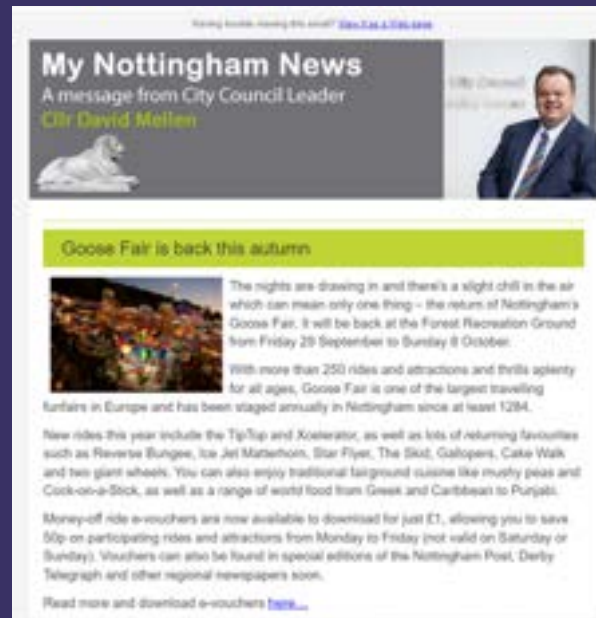 Having trouble viewing this email? View it as a Web page
My Nottingham News
A message from City Council Leader
Cllr David Mellen
City Council
Goose Fair is back this autumn
The nights are drawing in and there's a slight chill in the air
which can mean only one thing – the return of Nottingham's
Goose Fair. It will be back at the Forest Recreation Ground
from Friday 29 September to Sunday 8 October.
With more than 250 rides and attractions and thrills aplenty
for all ages, Goose Fair is one of the largest travelling
funfairs in Europe and has been staged annually in Nottingham since at least 1284.
New rides this year include the TipTop and Xcelerator, as well as lots of returning favourites
such as Reverse Bungee, Ice Jet Matterhorn, Star Flyer, The Skid, Gallopers, Cake Walk
and two giant wheels. You can also enjoy traditional fairground cuisine like mushy peas and
Cock-on-a-Stick, as well as a range of world food from Greek and Caribbean to Punjabi.
Money-off ride e-vouchers are now available to download for just £1, allowing you to save
50p on participating rides and attractions from Monday to Friday (not valid on Saturday or
Sunday). Vouchers can also be found in special editions of the Nottingham Post, Derby
Telegraph and other regional newspapers soon.
Read more and download e-vouchers here...